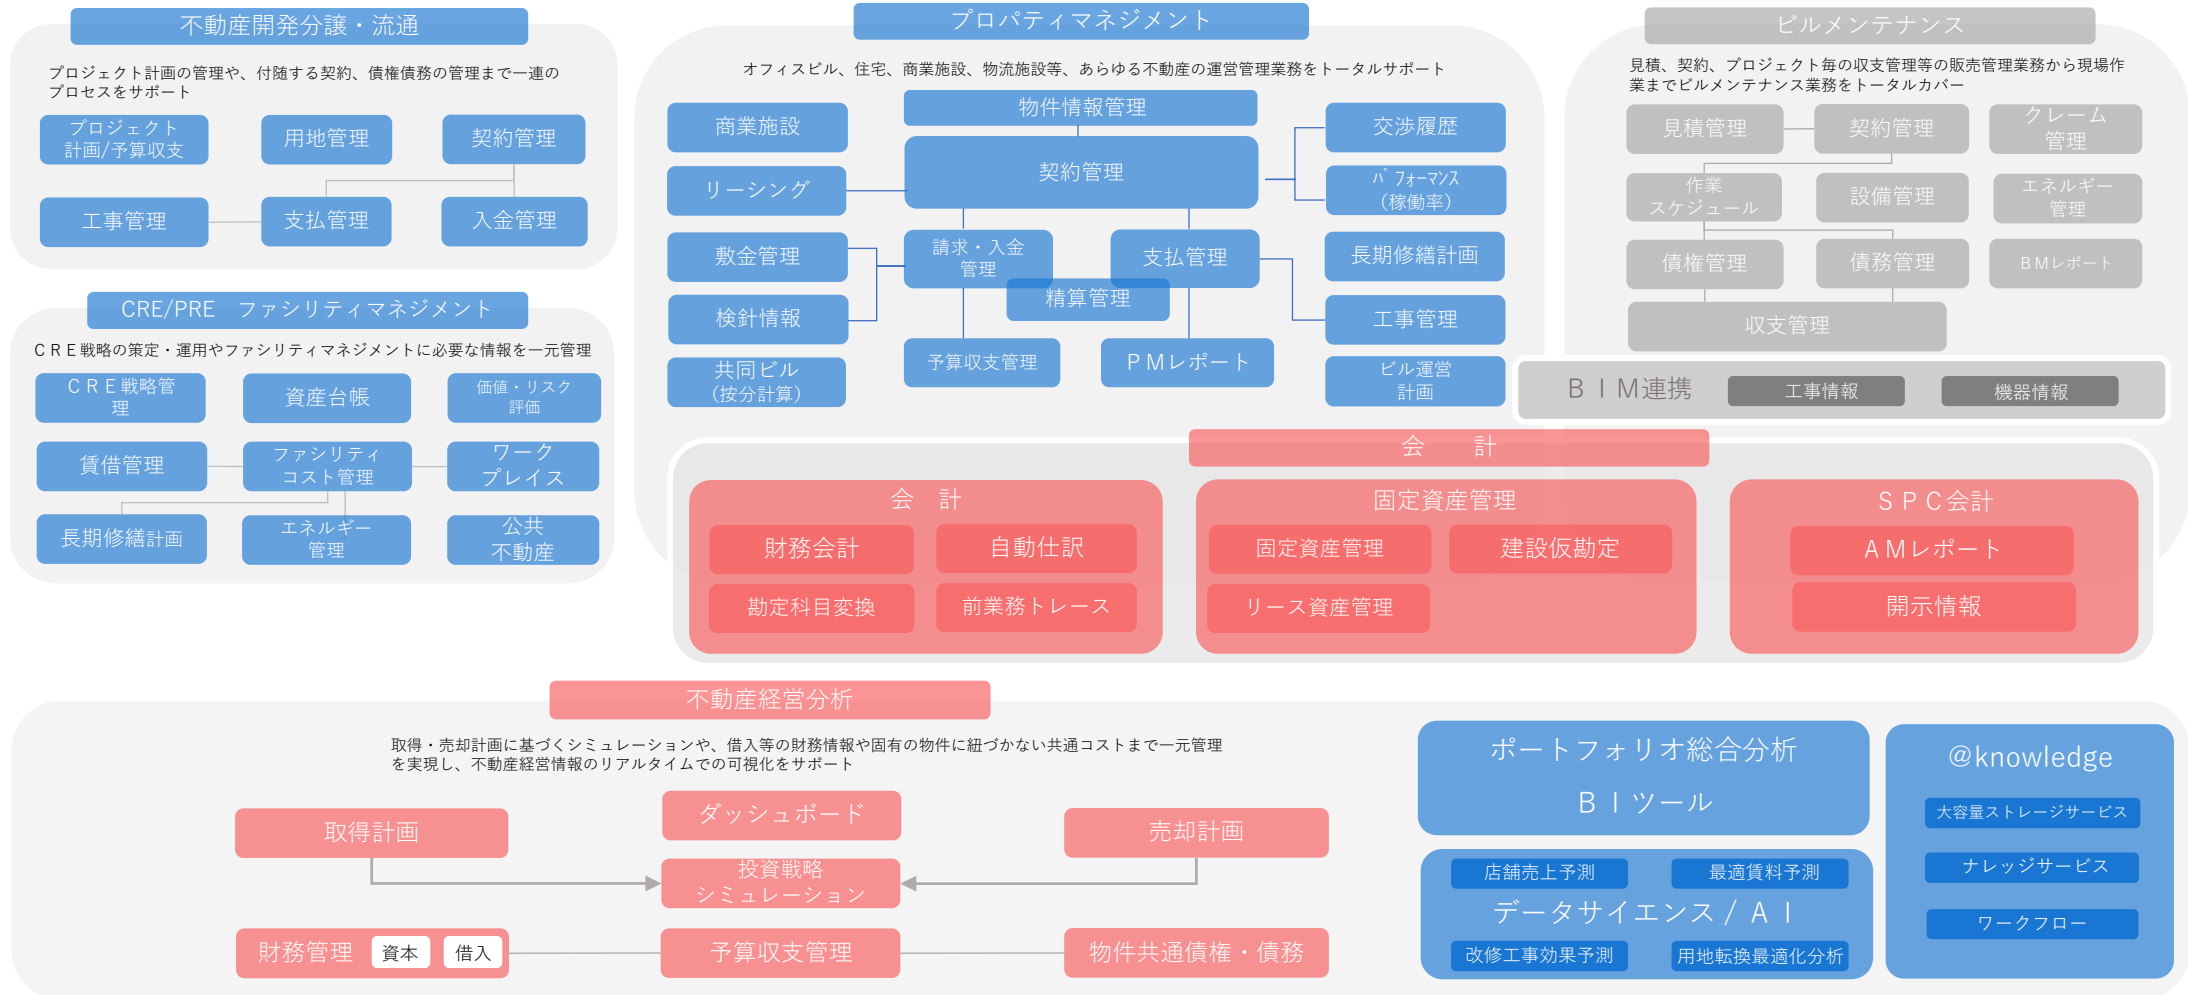 不動産開発分譲・流通
プロジェクト計画の管理や、付随する契約、債権債務の管理まで一連の
プロセスをサポート
プロジェクト
計画/予算収支
用地管理
契約管理
工事管理
支払管理
入金管理
CRE/PRE　ファシリティマネジメント
ＣＲＥ戦略の策定・運用やファシリティマネジメントに必要な情報を一元管理
ＣＲＥ戦略管
理
資産台帳
価値・リスク
評価
賃借管理
ファシリティ
コスト管理
ワーク
プレイス
長期修繕計画
エネルギー
管理
公共
不動産
プロパティマネジメント
オフィスビル、住宅、商業施設、物流施設等、あらゆる不動産の運営管理業務をトータルサポート
商業施設
物件情報管理
交渉履歴
契約管理
リーシング
ﾊﾟﾌｫｰﾏﾝｽ
（稼働率）
敷金管理
請求・入金
管理
支払管理
長期修繕計画
精算管理
検針情報
工事管理
共同ビル
（按分計算）
予算収支管理
ＰＭレポート
ビル運営
計画
ビルメンテナンス
見積、契約、プロジェクト毎の収支管理等の販売管理業務から現場作
業までビルメンテナンス業務をトータルカバー
見積管理
契約管理
クレーム
管理
作業
スケジュール
設備管理
エネルギー
管理
債権管理
債務管理
ＢＭレポート
収支管理
ＢＩＭ連携
工事情報
機器情報
会　　計
会　計
財務会計
自動仕訳
勘定科目変換
前業務トレース
固定資産管理
固定資産管理
建設仮勘定
リース資産管理
ＳＰＣ会計
ＡＭレポート
開示情報
不動産経営分析
取得・売却計画に基づくシミュレーションや、借入等の財務情報や固有の物件に紐づかない共通コストまで一元管理
を実現し、不動産経営情報のリアルタイムでの可視化をサポート
取得計画
ダッシュボード
売却計画
投資戦略
シミュレーション
財務管理
資本
借入
予算収支管理
物件共通債権・債務
ポートフォリオ総合分析
ＢＩツール
店舗売上予測
最適賃料予測
データサイエンス / ＡＩ
改修工事効果予測
用地転換最適化分析
@knowledge
大容量ストレージサービス
ナレッジサービス
ワークフロー